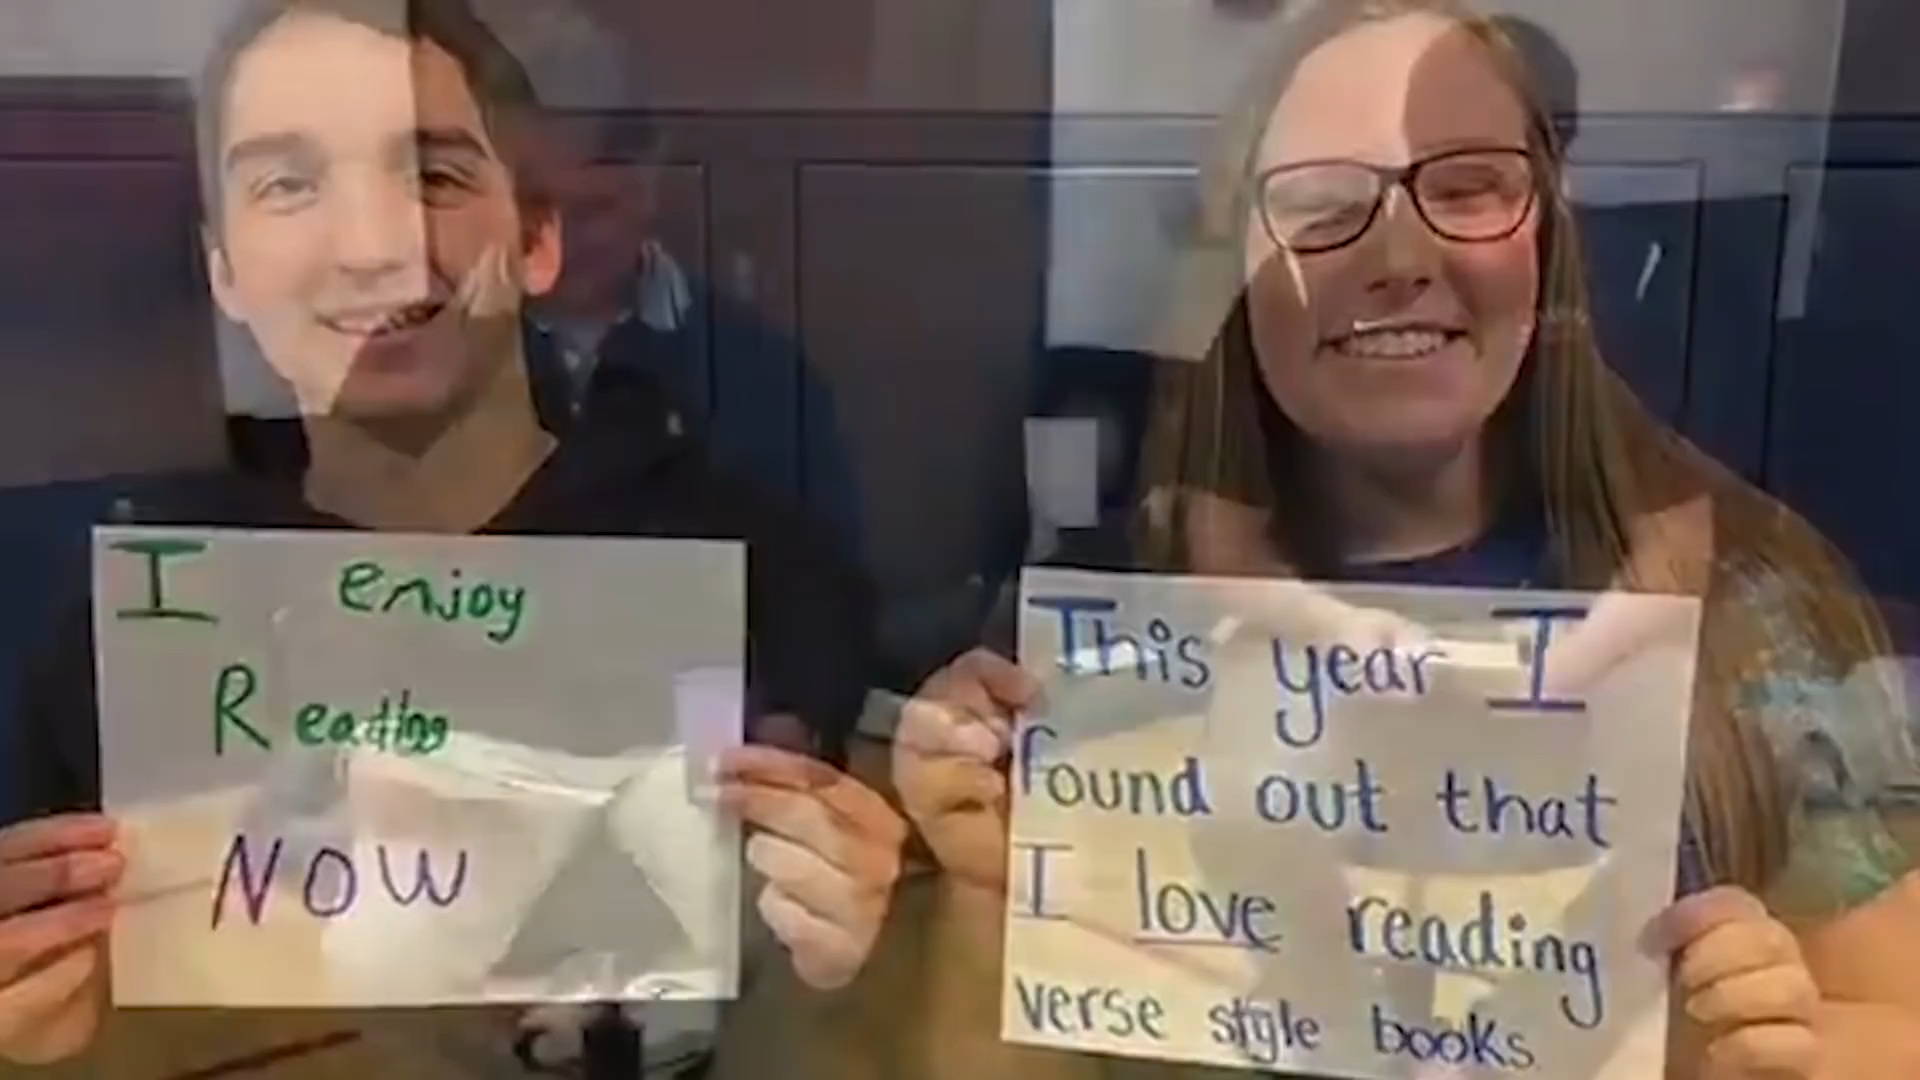 I enjoy
Reading
NOW
This year I
found out that
I love reading
verse style books